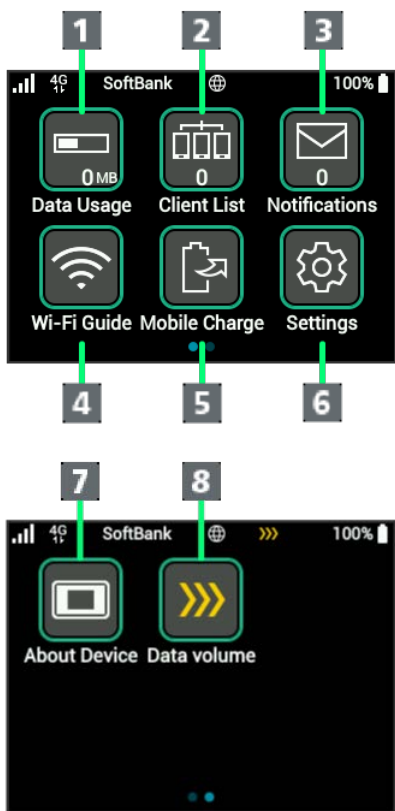 1 2 3
4G SoftBank 100%
0 MB 0 0
Data Usage Client List Notifications
Wi-Fi Guide Mobile Charge Settings
4 5 6
7 8
4G SoftBank 100%
About Device Data volume